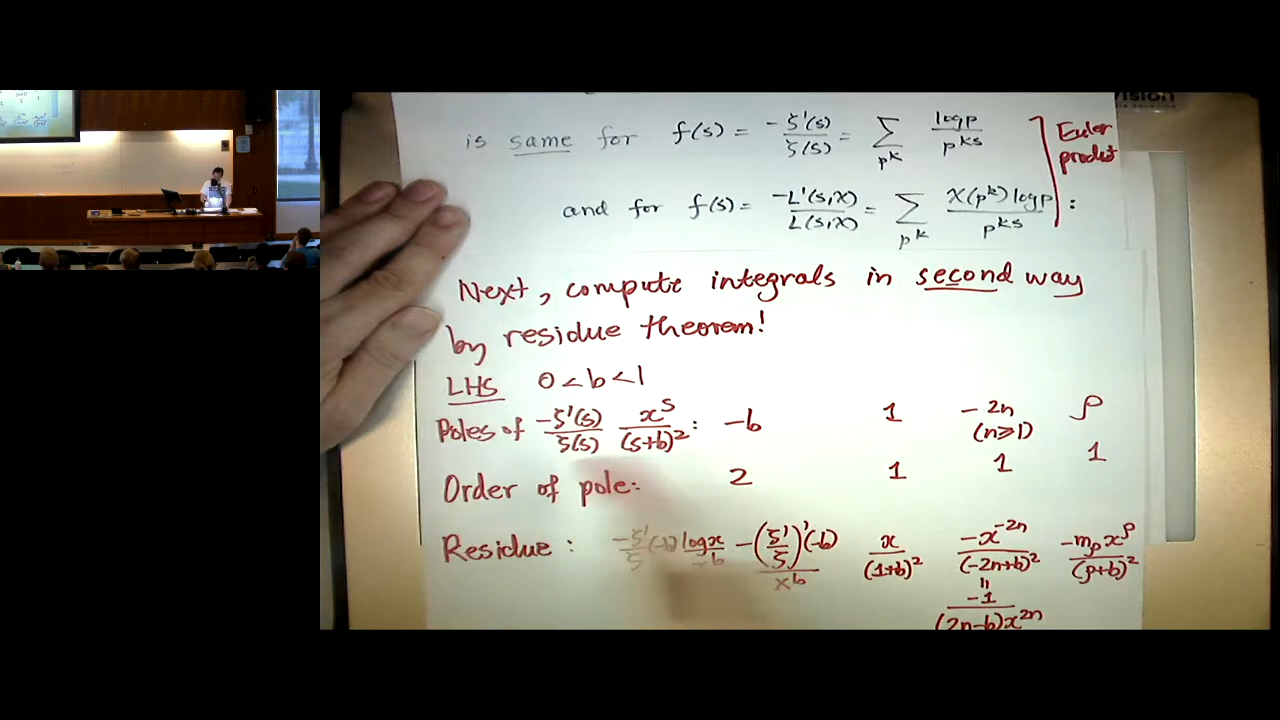 vision
is same for f(s) = -ζ'(s)/ζ(s) = Σ_{p^k} log p / p^{ks}
Euler product
and for f(s) = -L'(s,χ)/L(s,χ) = Σ_{p^k} χ(p^k) log p / p^{ks} :
Next, compute integrals in second way
by residue theorem!
LHS 0 < b < 1
Poles of -ζ'(s)/ζ(s) x^s/(s+b)^2 : -b 1 -2n (n≥1) ρ
Order of pole: 2 1 1 1
Residue : -ζ'/ζ(-b) log x / x^b - (ζ'/ζ)'(-b) / x^b x/(1+b)^2 -x^{-2n}/(-2n+b)^2 -m_ρ x^ρ/(ρ+b)^2
=
-1/(2n-b)x^{2n}